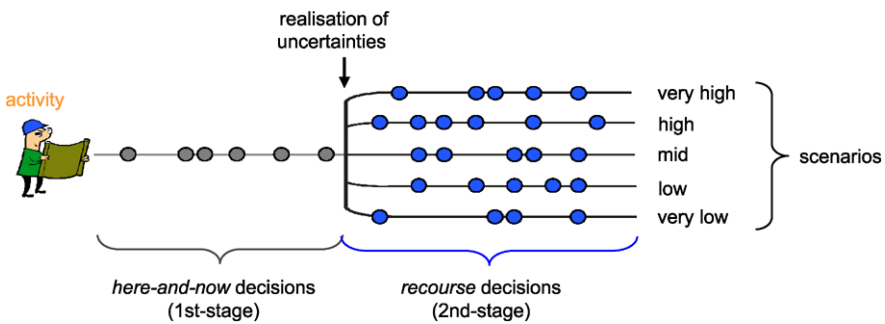 realisation of
uncertainties
activity
very high
high
mid
low
very low
scenarios
here-and-now decisions
(1st-stage)
recourse decisions
(2nd-stage)